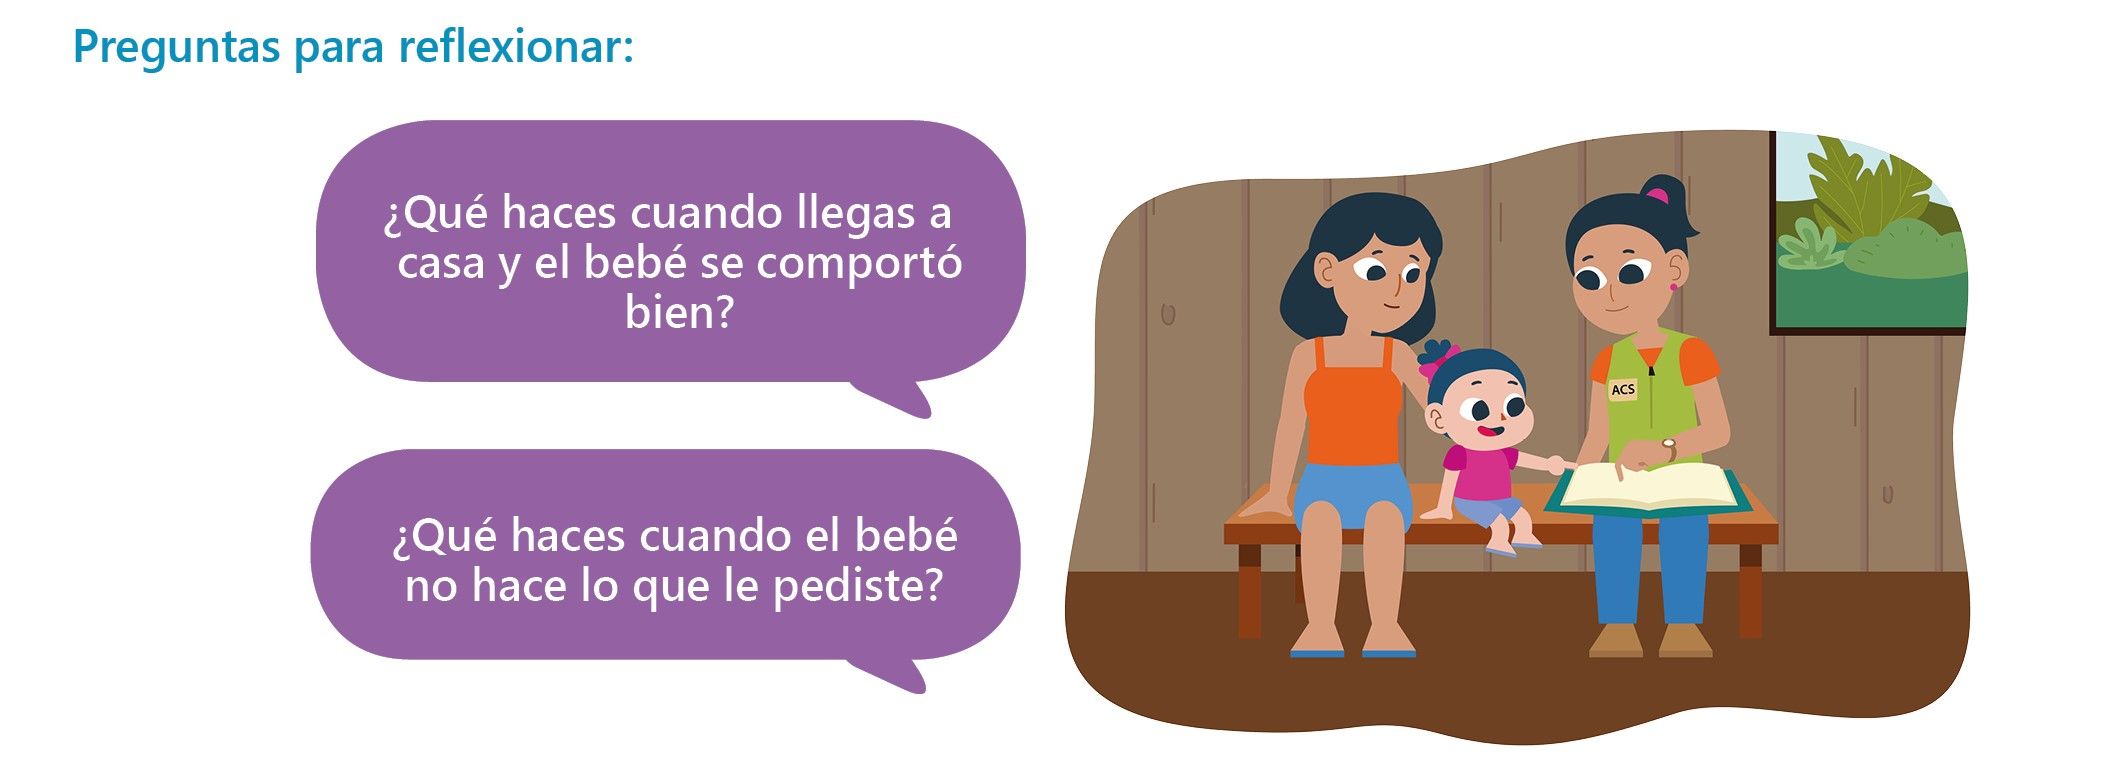 Preguntas para reflexionar:
¿Qué haces cuando llegas a
casa y el bebé se comportó
bien?
¿Qué haces cuando el bebé
no hace lo que le pediste?
ACS